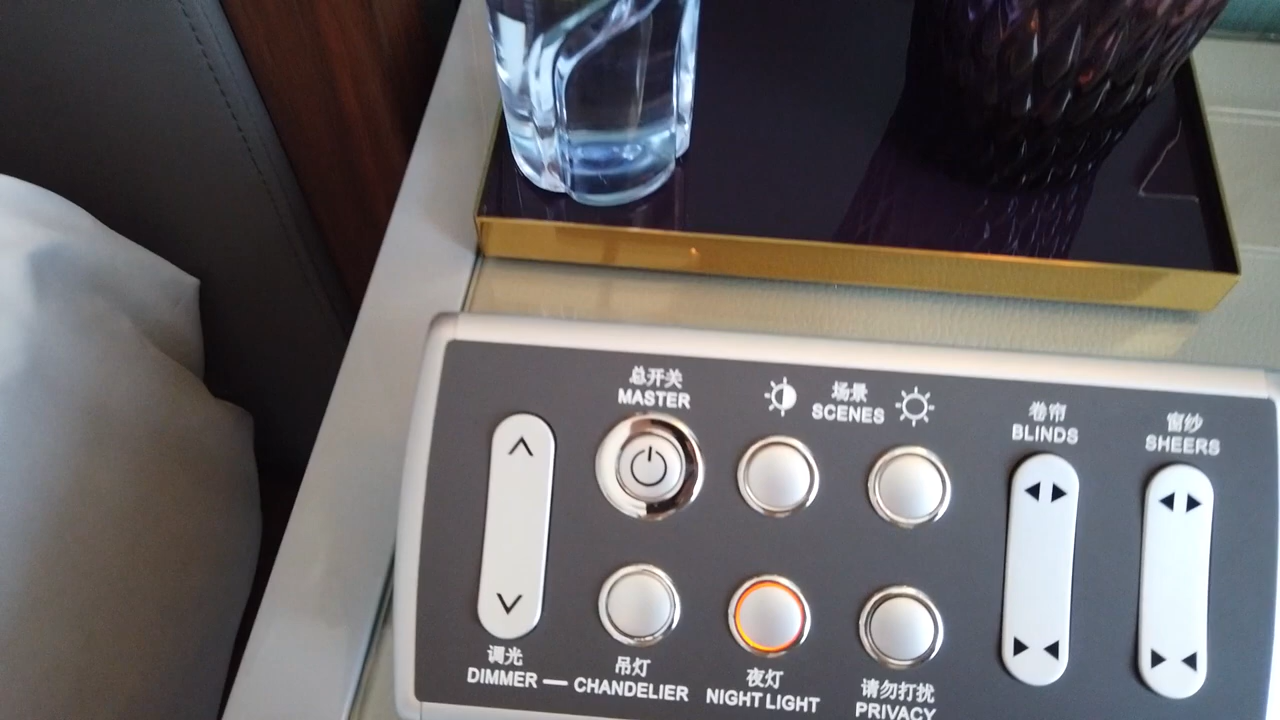 总开关
MASTER
场景
SCENES
卷帘
BLINDS
窗纱
SHEERS
调光
DIMMER
吊灯
CHANDELIER
夜灯
NIGHT LIGHT
请勿打扰
PRIVACY